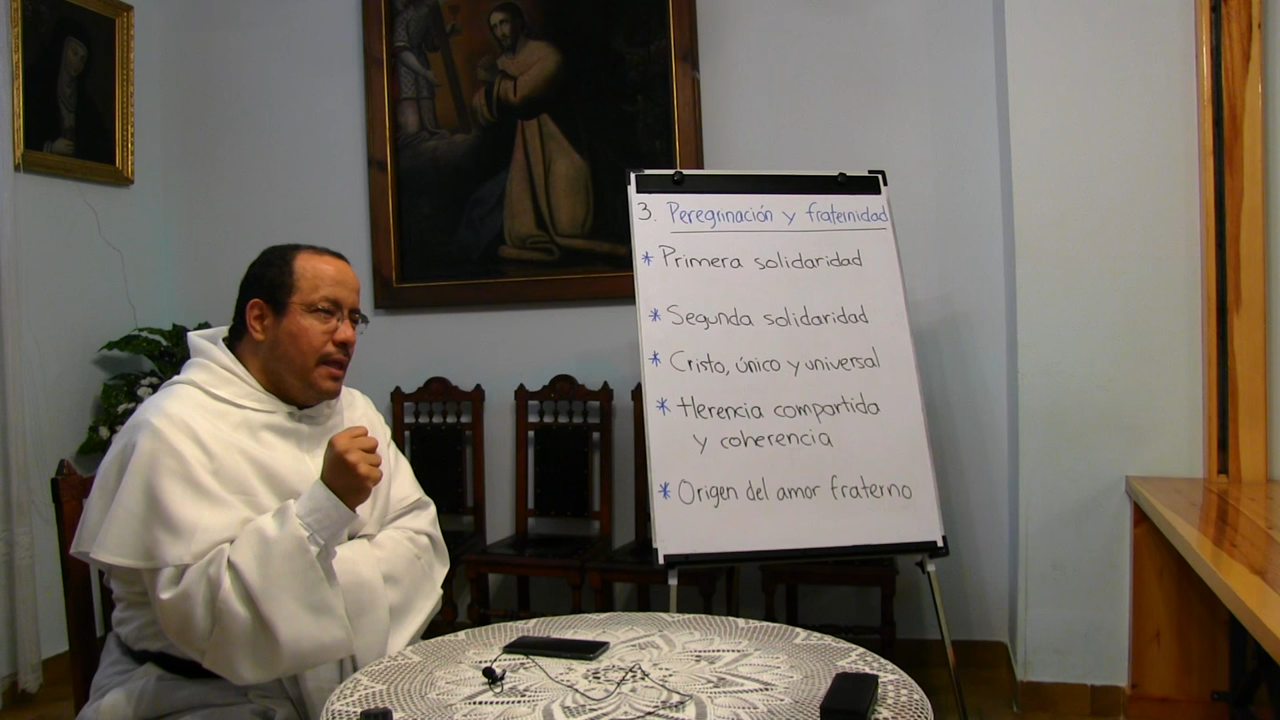 3. Peregrinación y fraternidad
* Primera solidaridad
* Segunda solidaridad
* Cristo, único y universal
* Herencia compartida
y coherencia
* Origen del amor fraterno